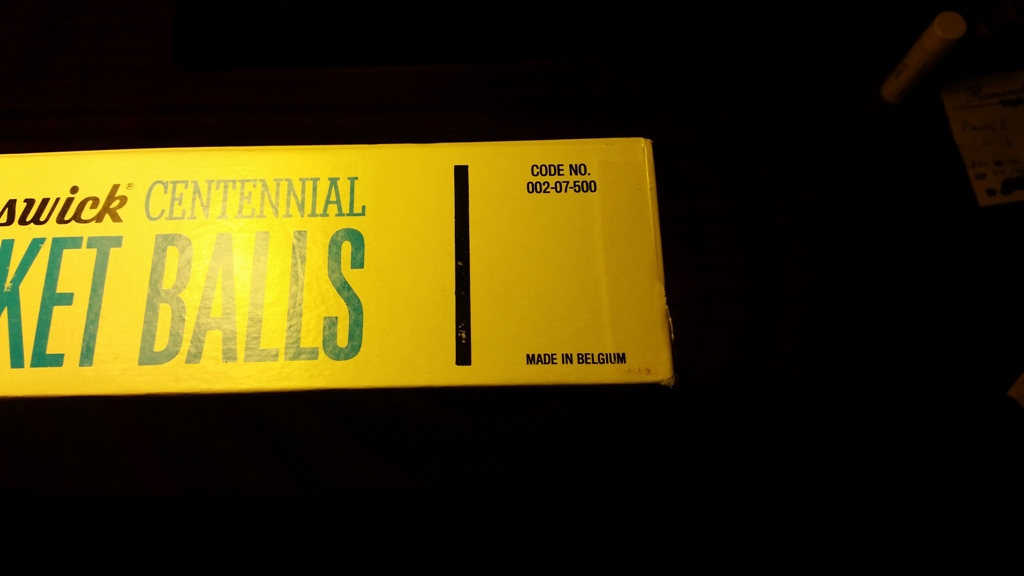 swick® CENTENNIAL
KET BALLS
CODE NO.
002-07-500
MADE IN BELGIUM